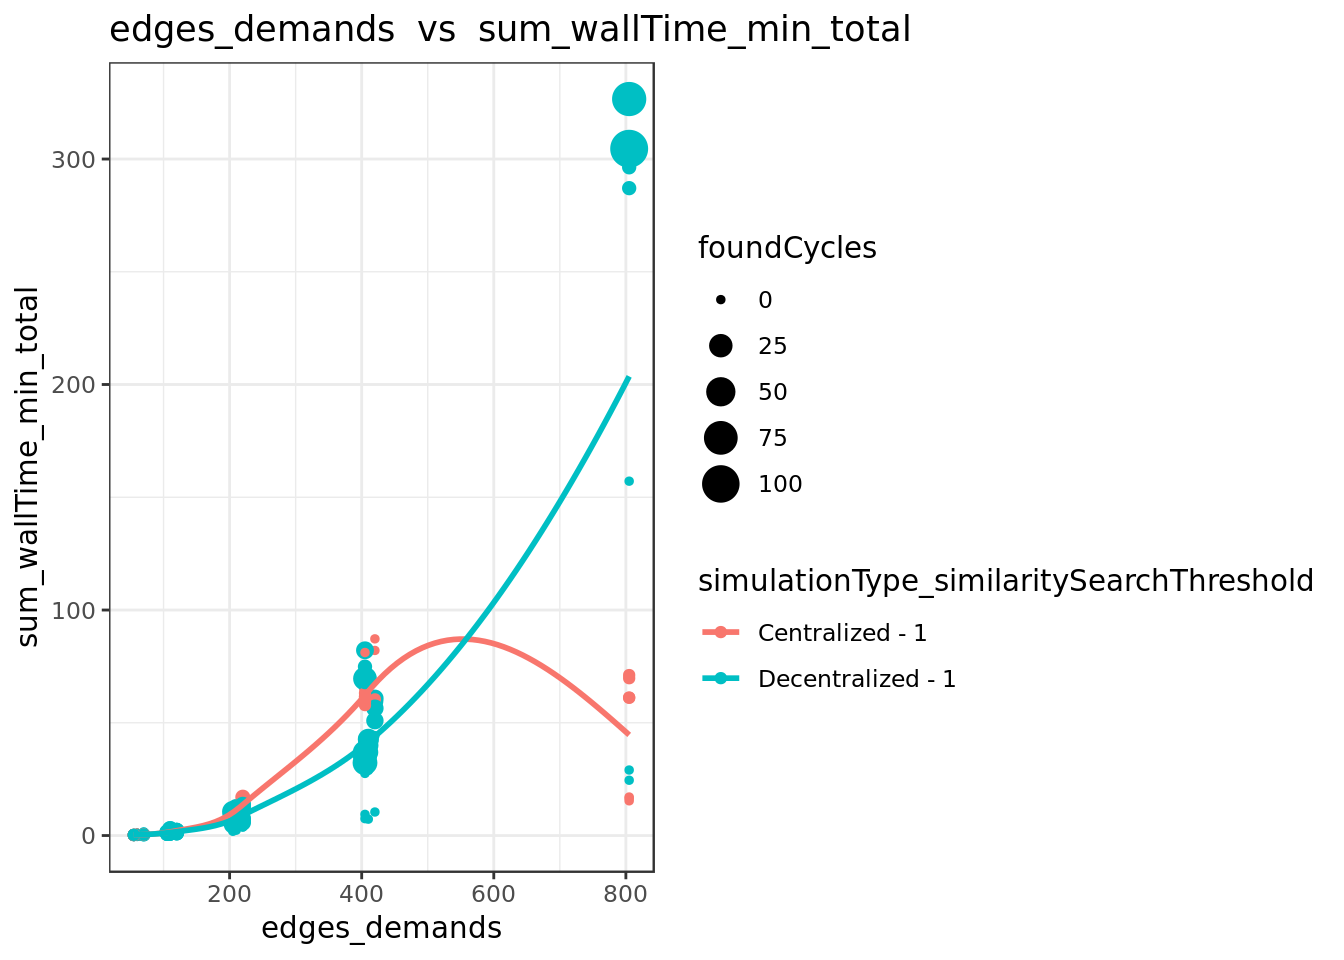 edges_demands vs sum_wallTime_min_total
sum_wallTime_min_total
300
200
100
0
200 400 600 800
edges_demands
foundCycles
0
25
50
75
100
simulationType_similaritySearchThreshold
Centralized - 1
Decentralized - 1